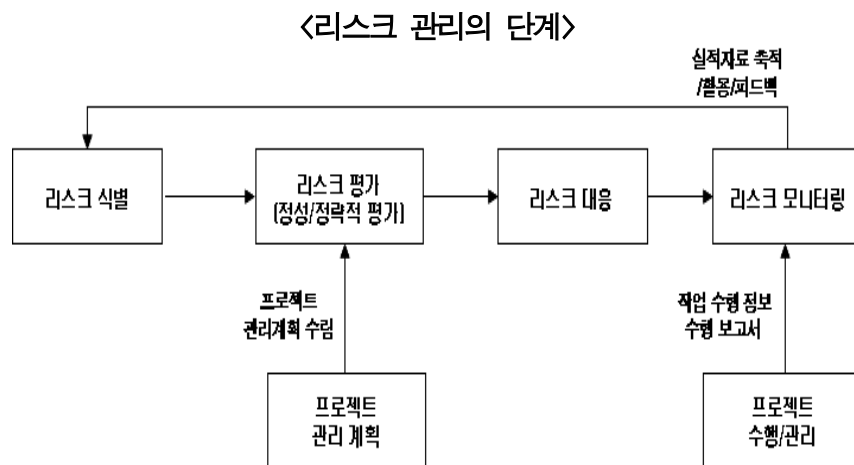 <리스크 관리의 단계>
실적자료 축적
/활용/피드백
리스크 식별
리스크 평가
(정성/정략적 평가)
리스크 대응
리스크 모니터링
프로젝트
관리계획 수립
작업 수행 정보
수행 보고서
프로젝트
관리 계획
프로젝트
수행/관리